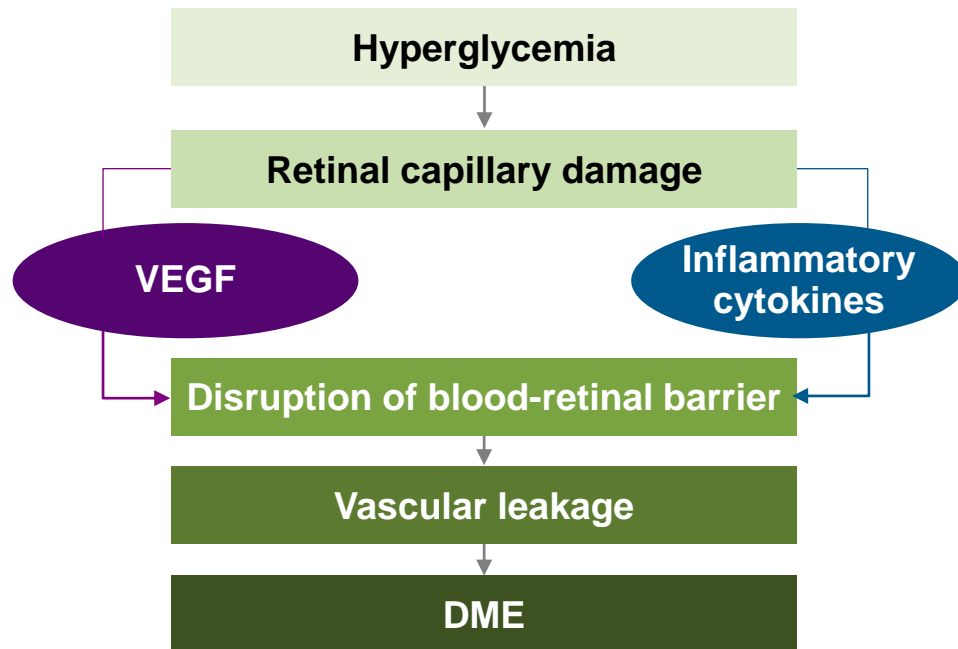 Hyperglycemia
Retinal capillary damage
VEGF
Inflammatory
cytokines
Disruption of blood-retinal barrier
Vascular leakage
DME